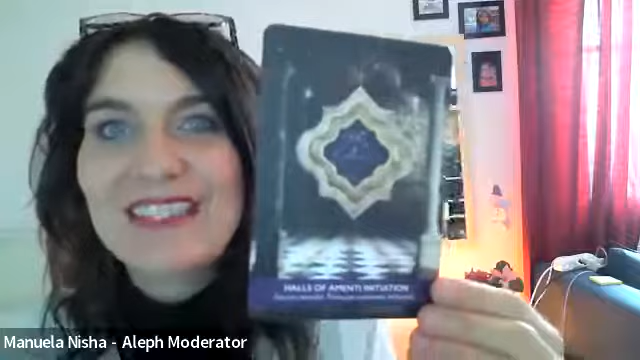 HALLS OF AMENTI INITIATION
Manuela Nisha - Aleph Moderator